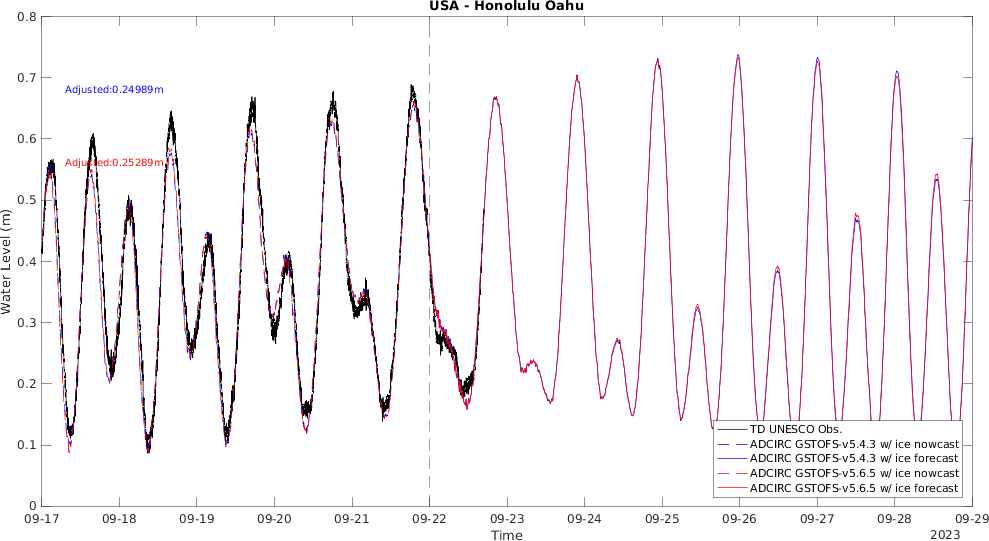 USA - Honolulu Oahu
0.8
0.7
0.6
0.5
0.4
0.3
0.2
0.1
0
Water Level (m)
Adjusted:0.24989m
Adjusted:0.25289m
TD UNESCO Obs.
ADCIRC GSTOFS-v5.4.3 w/ ice nowcast
ADCIRC GSTOFS-v5.4.3 w/ ice forecast
ADCIRC GSTOFS-v5.6.5 w/ ice nowcast
ADCIRC GSTOFS-v5.6.5 w/ ice forecast
09-17 09-18 09-19 09-20 09-21 09-22 09-23 09-24 09-25 09-26 09-27 09-28 09-29
Time
2023